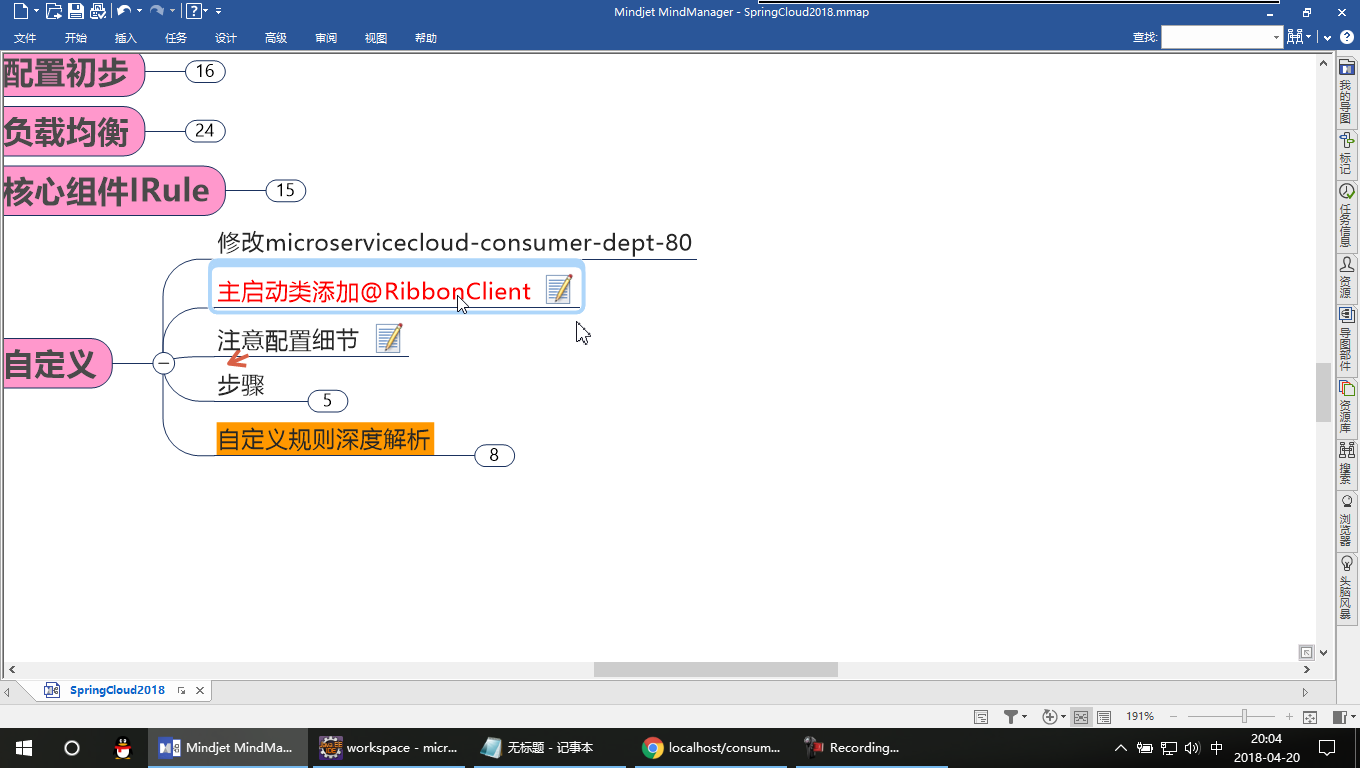 Mindjet MindManager - SpringCloud2018.mmap
文件 开始 插入 任务 设计 高级 审阅 视图 帮助 查找:
配置初步 16
负载均衡 24
核心组件IRule 15
修改microservicecloud-consumer-dept-80
主启动类添加@RibbonClient
注意配置细节
自定义
步骤 5
自定义规则深度解析 8
我的导图
标记
任务信息
资源
导图部件
资源库
搜索
浏览器
头脑风暴
SpringCloud2018
191%
Mindjet MindMa... workspace - micr... 无标题 - 记事本 localhost/consum... Recording... 中 20:04
2018-04-20